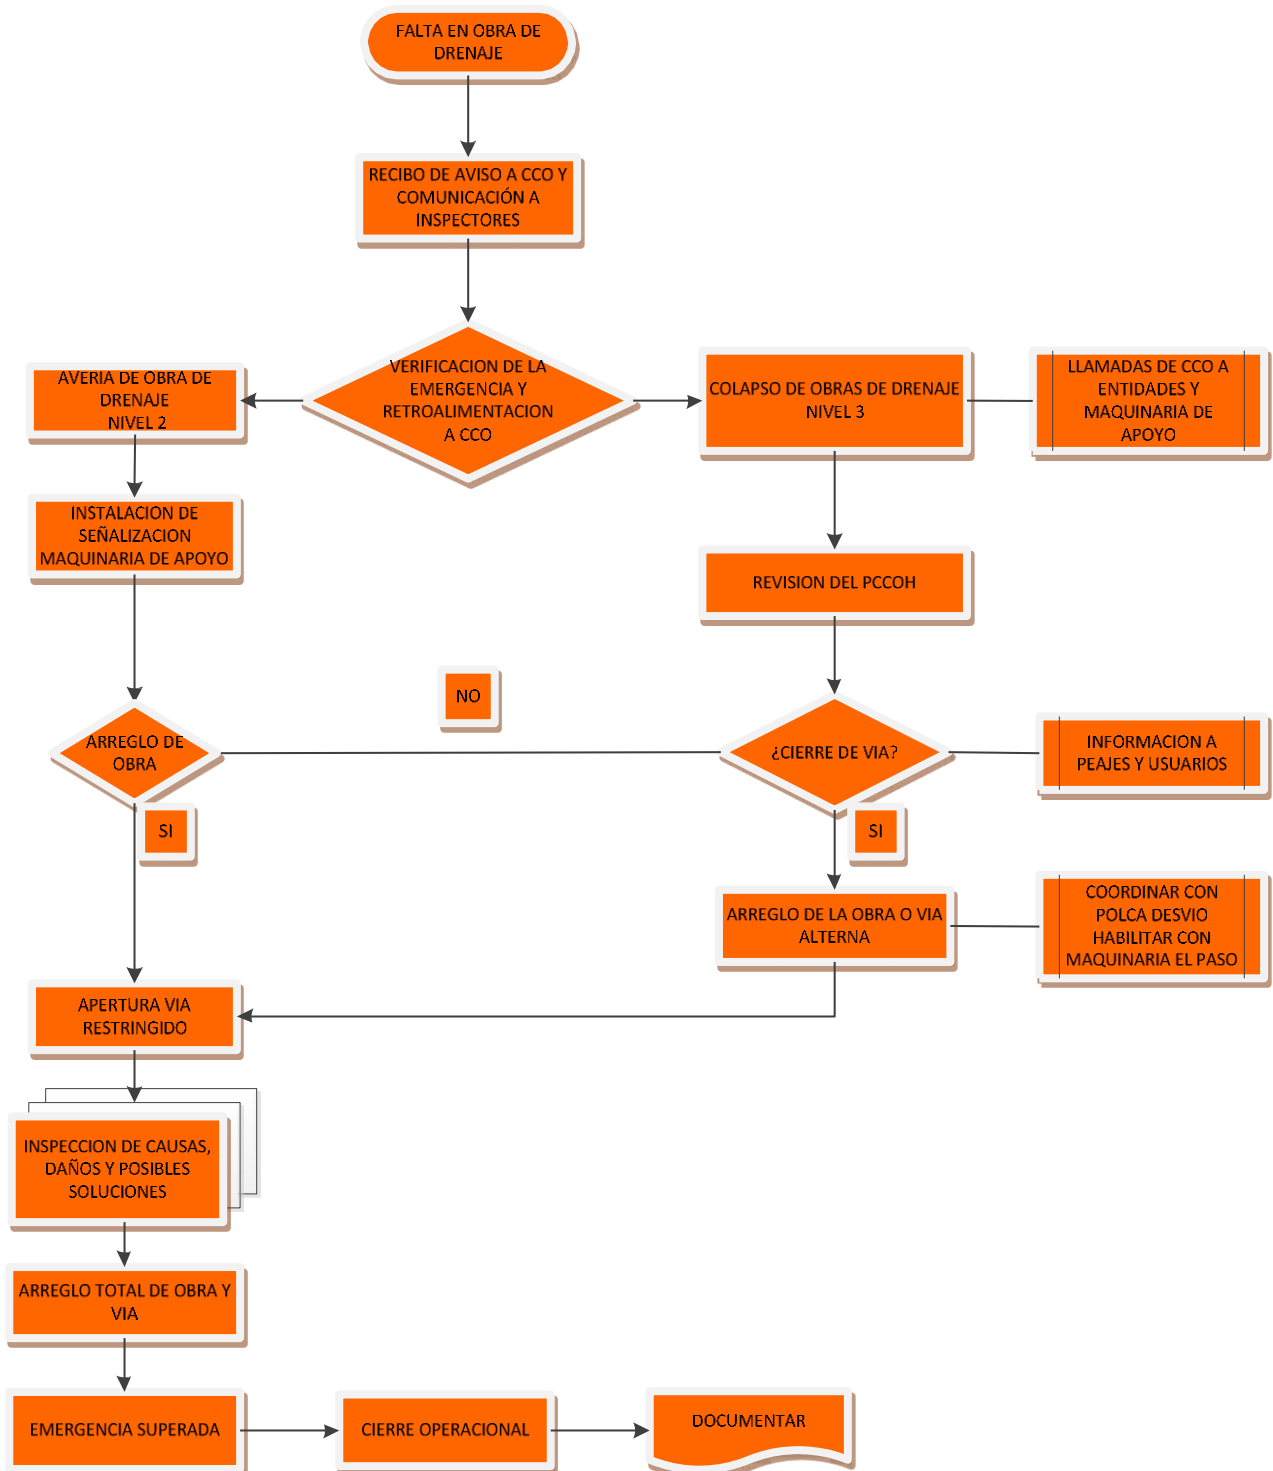 FALTA EN OBRA DE
DRENAJE
RECIBO DE AVISO A CCO Y
COMUNICACIÓN A
INSPECTORES
VERIFICACION DE LA
EMERGENCIA Y
RETROALIMENTACION
A CCO
AVERIA DE OBRA DE
DRENAJE
NIVEL 2
COLAPSO DE OBRAS DE DRENAJE
NIVEL 3
LLAMADAS DE CCO A
ENTIDADES Y
MAQUINARIA DE
APOYO
INSTALACION DE
SEÑALIZACION
MAQUINARIA DE APOYO
REVISION DEL PCCOH
NO
ARREGLO DE
OBRA
¿CIERRE DE VIA?
INFORMACION A
PEAJES Y USUARIOS
SI
SI
ARREGLO DE LA OBRA O VIA
ALTERNA
COORDINAR CON
POLCA DESVIO
HABILITAR CON
MAQUINARIA EL PASO
APERTURA VIA
RESTRINGIDO
INSPECCION DE CAUSAS,
DAÑOS Y POSIBLES
SOLUCIONES
ARREGLO TOTAL DE OBRA Y
VIA
EMERGENCIA SUPERADA
CIERRE OPERACIONAL
DOCUMENTAR